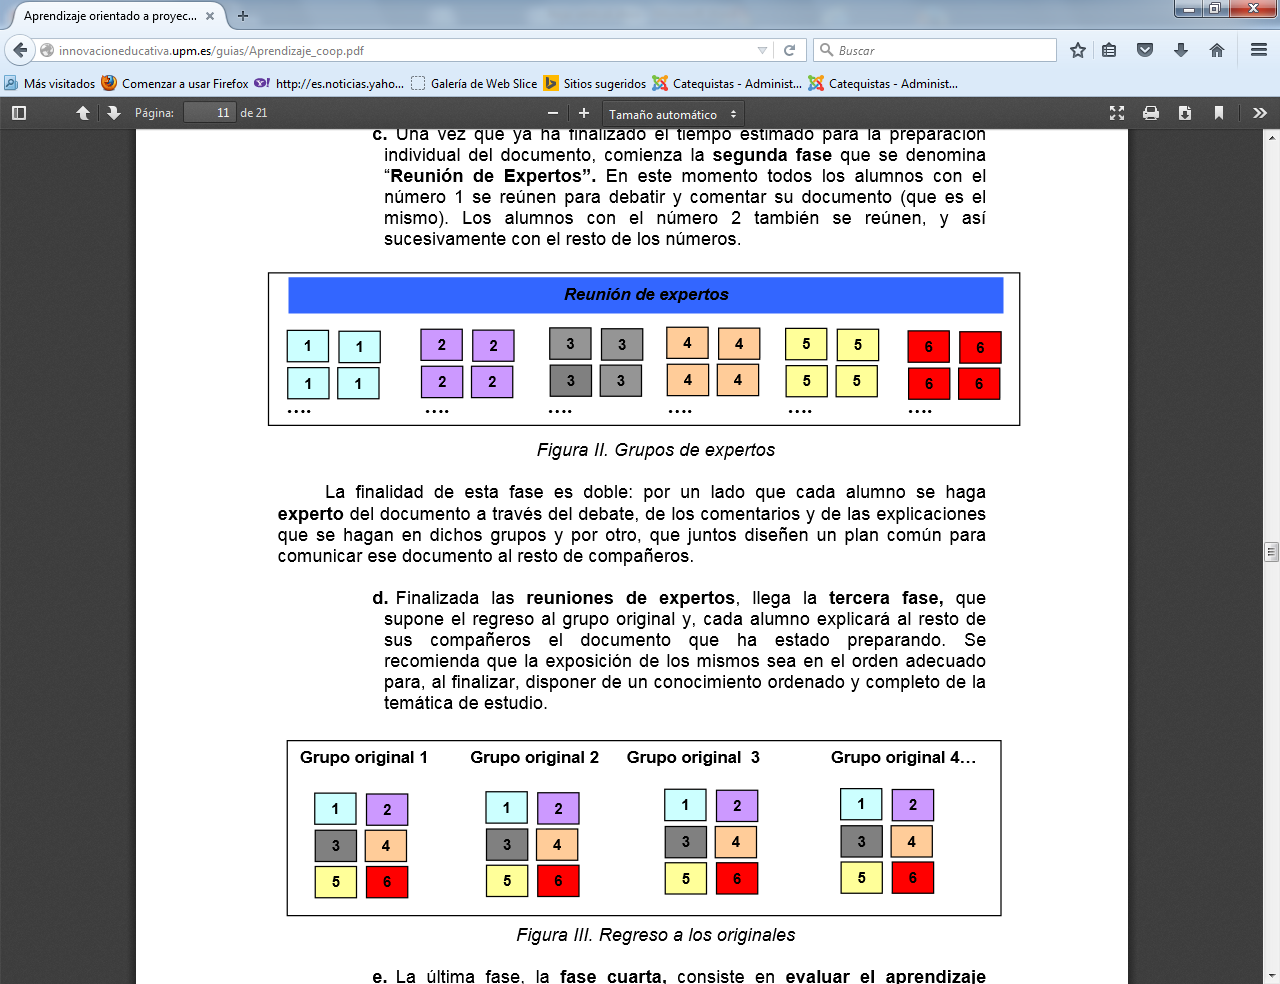 Aprendizaje orientado a proyec...
innovacioneducativa.upm.es/guias/Aprendizaje_coop.pdf
Buscar
Más visitados
Comenzar a usar Firefox
http://es.noticias.yaho...
Galería de Web Slice
Sitios sugeridos
Catequistas - Administ...
Catequistas - Administ...
Página: 11 de 21
Tamaño automático
c. Una vez que ya ha finalizado el tiempo estimado para la preparación
individual del documento, comienza la segunda fase que se denomina
“Reunión de Expertos”. En este momento todos los alumnos con el
número 1 se reúnen para debatir y comentar su documento (que es el
mismo). Los alumnos con el número 2 también se reúnen, y así
sucesivamente con el resto de los números.
Reunión de expertos
1 1 2 2 3 3 4 4 5 5 6 6
1 1 2 2 3 3 4 4 5 5 6 6
.... .... .... .... .... ....
Figura II. Grupos de expertos
La finalidad de esta fase es doble: por un lado que cada alumno se haga
experto del documento a través del debate, de los comentarios y de las explicaciones
que se hagan en dichos grupos y por otro, que juntos diseñen un plan común para
comunicar ese documento al resto de compañeros.
d. Finalizada las reuniones de expertos, llega la tercera fase, que
supone el regreso al grupo original y, cada alumno explicará al resto de
sus compañeros el documento que ha estado preparando. Se
recomienda que la exposición de los mismos sea en el orden adecuado
para, al finalizar, disponer de un conocimiento ordenado y completo de la
temática de estudio.
Grupo original 1 Grupo original 2 Grupo original 3 Grupo original 4...
1 2 1 2 1 2 1 2
3 4 3 4 3 4 3 4
5 6 5 6 5 6 5 6
Figura III. Regreso a los originales
e. La última fase, la fase cuarta, consiste en evaluar el aprendizaje